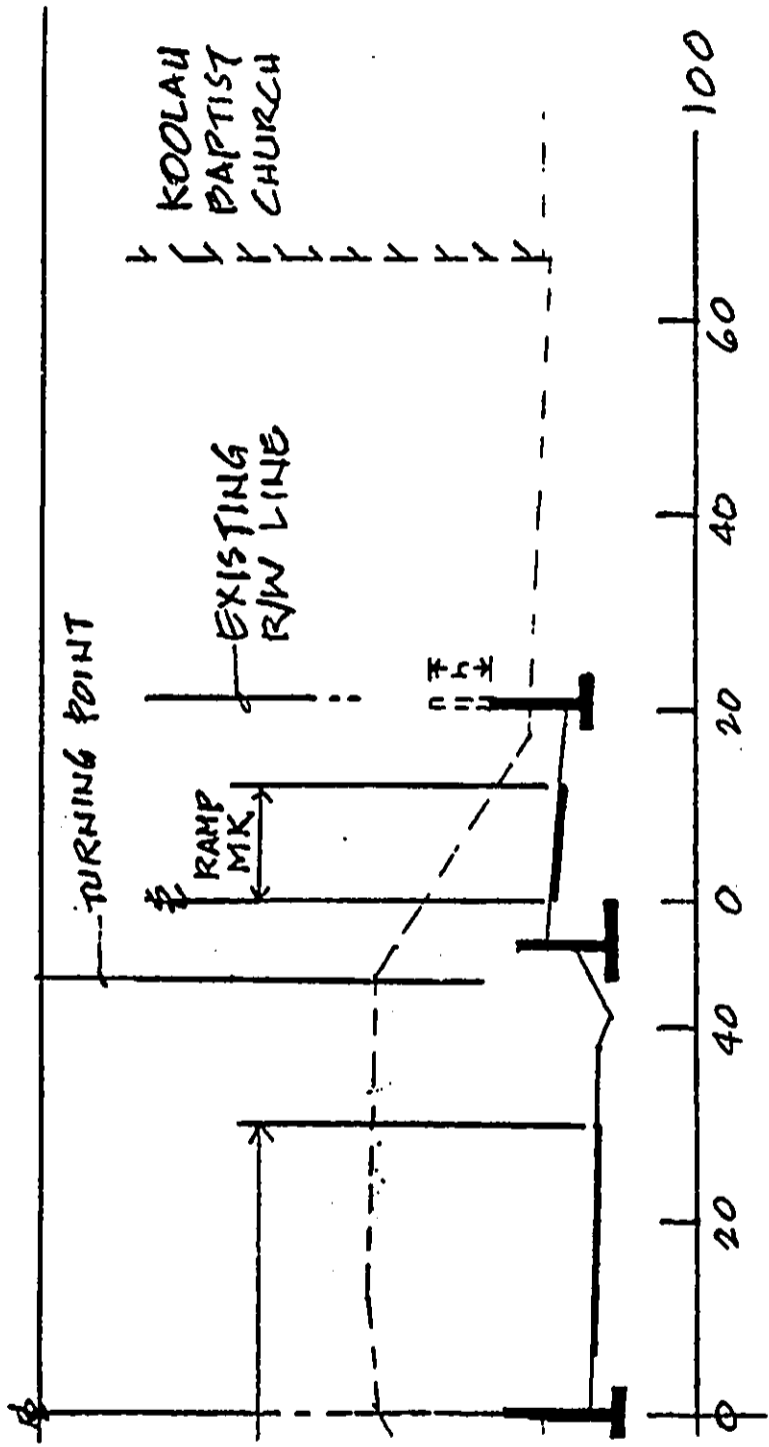 TURNING POINT
EXISTING
R/W LINE
KOOLAU
BAPTIST
CHURCH
RAMP
MK
h
0
20
40
0
20
40
60
100